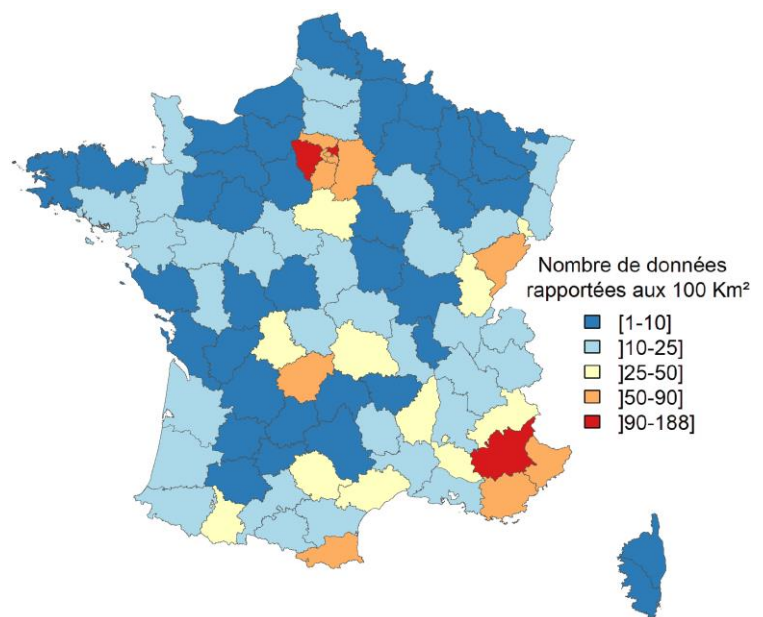 Nombre de données
rapportées aux 100 Km²
]1-10]
]10-25]
]25-50]
]50-90]
]90-188]